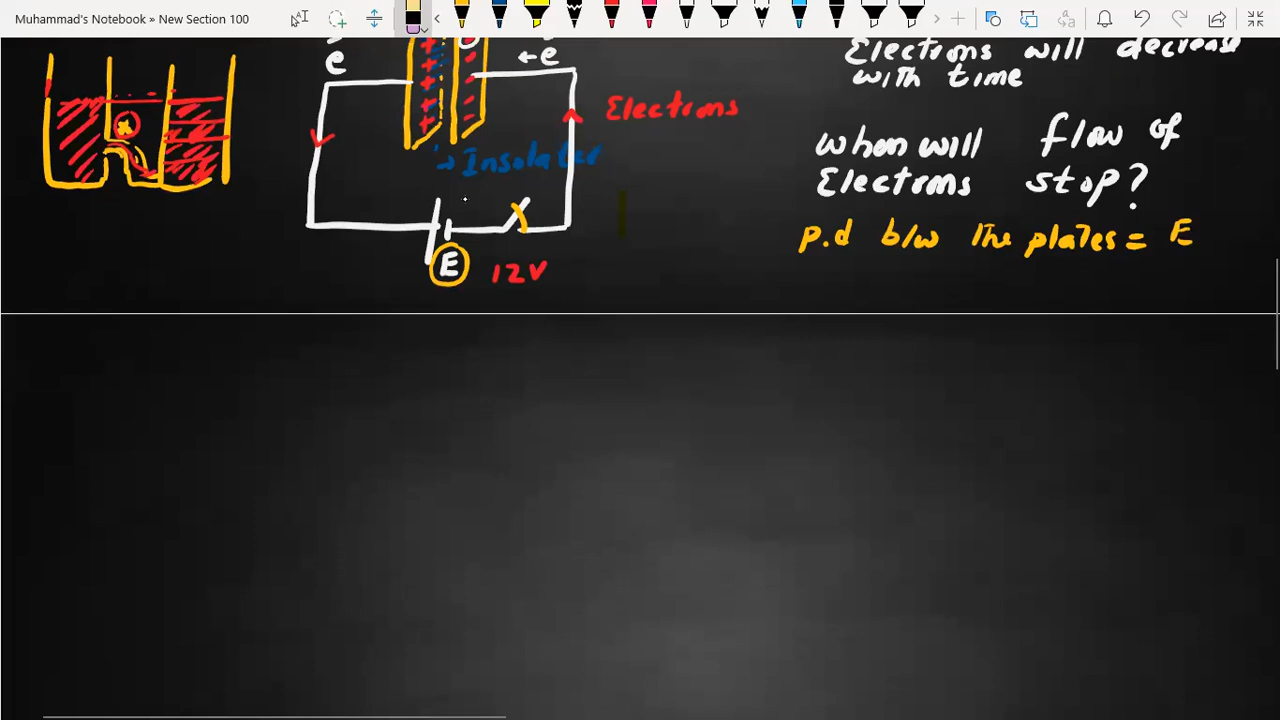 Muhammad's Notebook » New Section 100
Electrons will decrease
with time
e
←e
+ +
Electrons
Insolater
when will flow of
Electrons stop?
p.d b/w the plates = E
E
12V